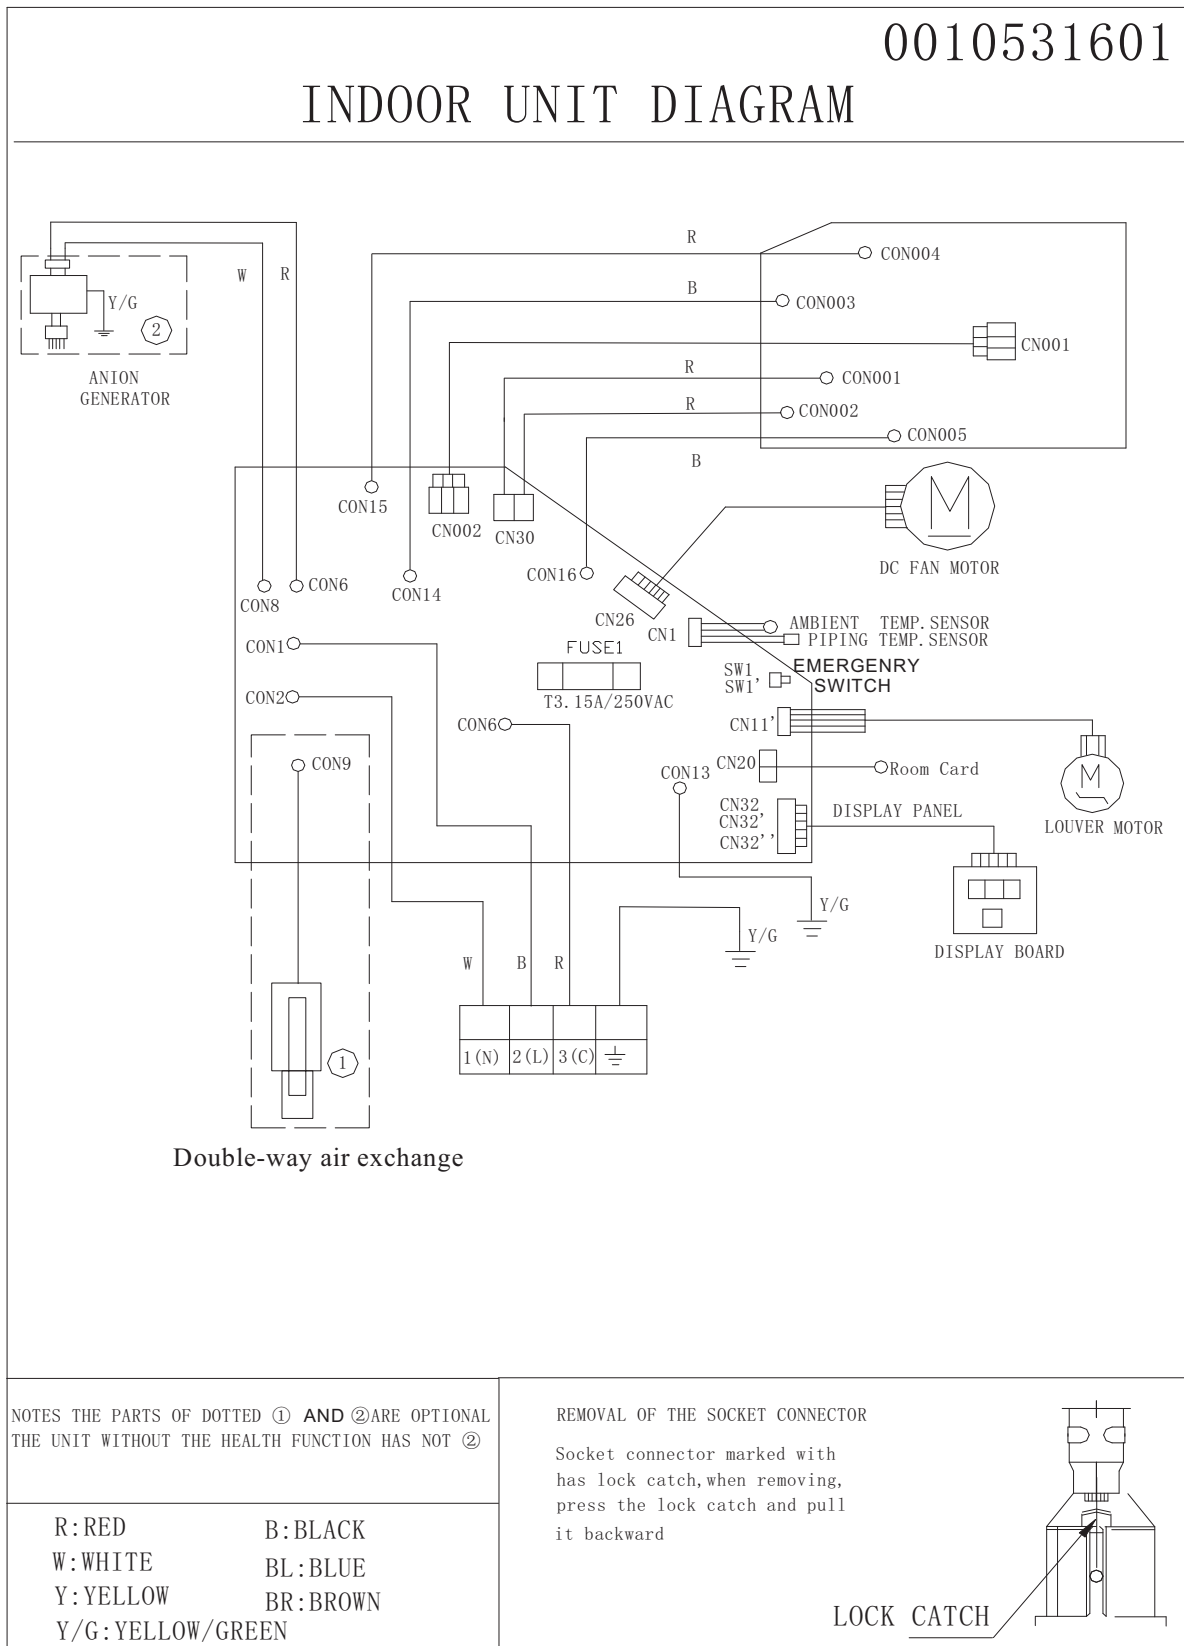 0010531601
INDOOR UNIT DIAGRAM
R
CON004
W
R
Y/G
B
CON003
2
CN001
ANION
GENERATOR
R
CON001
R
CON002
CON005
B
CON15
CN002
CN30
M
DC FAN MOTOR
CON8
CON6
CON14
CON16
CN26
CN1
AMBIENT TEMP.SENSOR
PIPING TEMP.SENSOR
CON1
FUSE1
T3.15A/250VAC
SW1
SW1'
EMERGENRY
SWITCH
CON2
CON6
CN11'
CON9
CON13
CN20
Room Card
M
LOUVER MOTOR
CN32
CN32'
CN32''
DISPLAY PANEL
Y/G
Y/G
DISPLAY BOARD
W
B
R
1(N)
2(L)
3(C)
1
Double-way air exchange
NOTES THE PARTS OF DOTTED ① AND ②ARE OPTIONAL
THE UNIT WITHOUT THE HEALTH FUNCTION HAS NOT ②
R:RED
B:BLACK
W:WHITE
BL:BLUE
Y:YELLOW
BR:BROWN
Y/G:YELLOW/GREEN
REMOVAL OF THE SOCKET CONNECTOR
Socket connector marked with
has lock catch,when removing,
press the lock catch and pull
it backward
LOCK CATCH